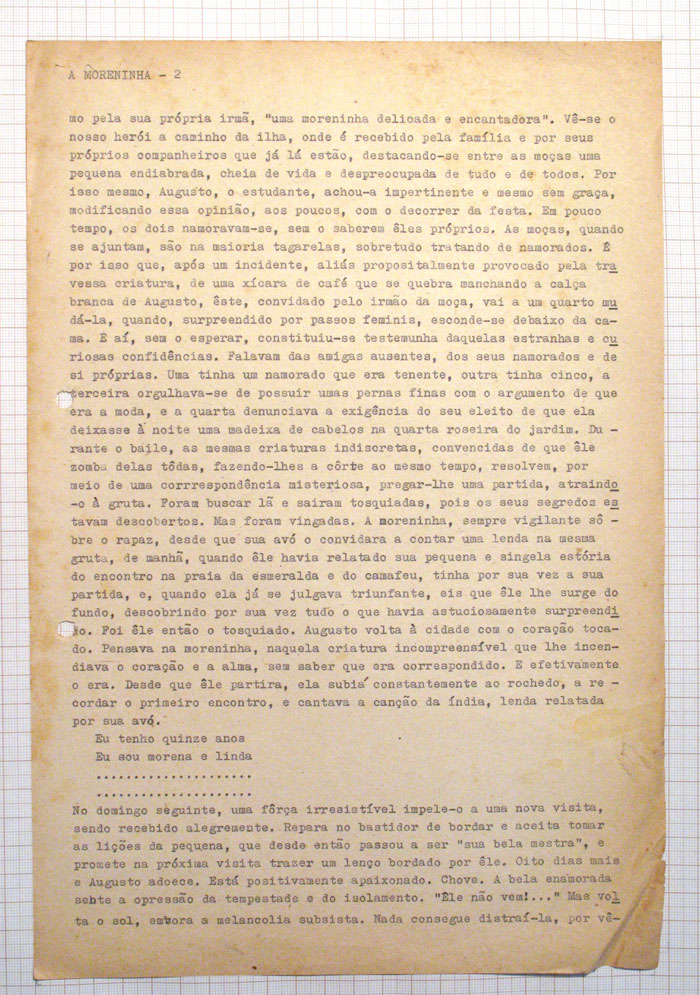 A MORENINHA - 2
mo pela sua própria irmã, "uma moreninha delicada e encantadora". Vê-se o
nosso herói a caminho da ilha, onde é recebido pela família e por seus
próprios companheiros que já lá estão, destacando-se entre as moças uma
pequena endiabrada, cheia de vida e despreocupada de tudo e de todos. Por
isso mesmo, Augusto, o estudante, achou-a impertinente e mesmo sem graça,
modificando essa opinião, aos poucos, com o decorrer da festa. Em pouco
tempo, os dois namoravam-se, sem o saberem êles próprios. As moças, quando
se ajuntam, são na maioria tagarelas, sobretudo tratando de namorados. É
por isso que, após um incidente, aliás propositalmente provocado pela tra
vessa criatura, de uma xícara de café que se quebra manchando a calça
branca de Augusto, êste, convidado pelo irmão da moça, vai a um quarto mu
dá-la, quando, surpreendido por passos feminis, esconde-se debaixo da ca-
ma. E aí, sem o esperar, constituiu-se testemunha daquelas estranhas e cu
riosas confidências. Falavam das amigas ausentes, dos seus namorados e de
si próprias. Uma tinha um namorado que era tenente, outra tinha cinco, a
terceira orgulhava-se de possuir umas pernas finas com o argumento de que
era a moda, e a quarta denunciava a exigência do seu eleito de que ela
deixasse à noite uma madeixa de cabelos na quarta roseira do jardim. Du -
rante o baile, as mesmas criaturas indiscretas, convencidas de que êle
zomba delas tôdas, fazendo-lhes a côrte ao mesmo tempo, resolvem, por
meio de uma corrrespondência misteriosa, pregar-lhe uma partida, atraindo
-o à gruta. Foram buscar lã e sairam tosquiadas, pois os seus segredos es
tavam descobertos. Mas foram vingadas. A moreninha, sempre vigilante sô -
bre o rapaz, desde que sua avó o convidara a contar uma lenda na mesma
gruta, de manhã, quando êle havia relatado sua pequena e singela estória
do encontro na praia da esmeralda e do camafeu, tinha por sua vez a sua
partida, e, quando ela já se julgava triunfante, eis que êle lhe surge do
fundo, descobrindo por sua vez tudo o que havia astuciosamente surpreendi
do. Foi êle então o tosquiado. Augusto volta à cidade com o coração toca-
do. Pensava na moreninha, naquela criatura incompreensível que lhe incen-
diava o coração e a alma, sem saber que era correspondido. E efetivamente
o era. Desde que êle partira, ela subia constantemente ao rochedo, a re -
cordar o primeiro encontro, e cantava a canção da índia, lenda relatada
por sua avó.
Eu tenho quinze anos
Eu sou morena e linda
.....................
.....................
No domingo seguinte, uma fôrça irresistível impele-o a uma nova visita,
sendo recebido alegremente. Repara no bastidor de bordar e aceita tomar
as lições da pequena, que desde então passou a ser "sua bela mestra", e
promete na próxima visita trazer um lenço bordado por êle. Oito dias mais
e Augusto adoece. Está positivamente apaixonado. Chove. A bela enamorada
sente a opressão da tempestade e do isolamento. "Êle não vem!..." Mas vol
ta o sol, embora a melancolia subsista. Nada consegue distraí-la, por vê-